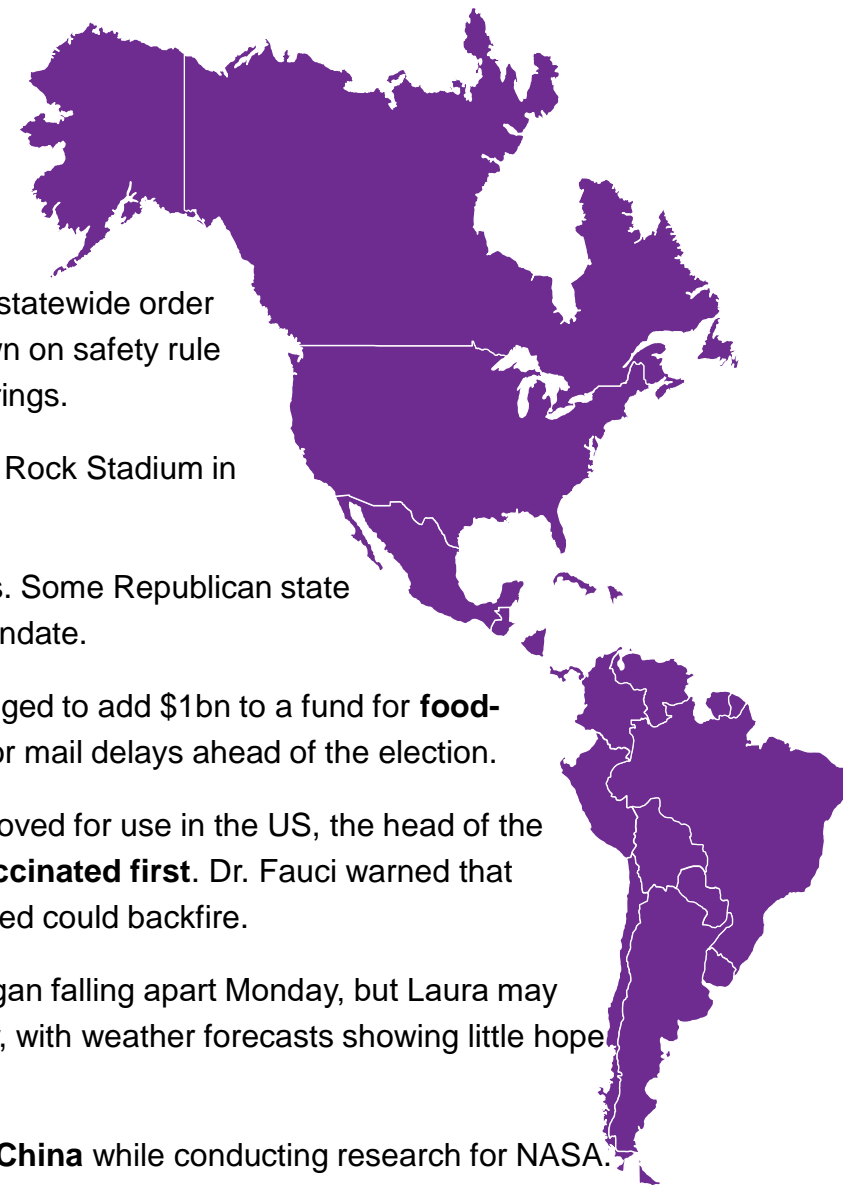 statewide order
wn on safety rule
rings.
Rock Stadium in
s. Some Republican state
ndate.
ged to add $1bn to a fund for food-
or mail delays ahead of the election.
oved for use in the US, the head of the
ccinated first. Dr. Fauci warned that
ed could backfire.
gan falling apart Monday, but Laura may
, with weather forecasts showing little hope
China while conducting research for NASA.